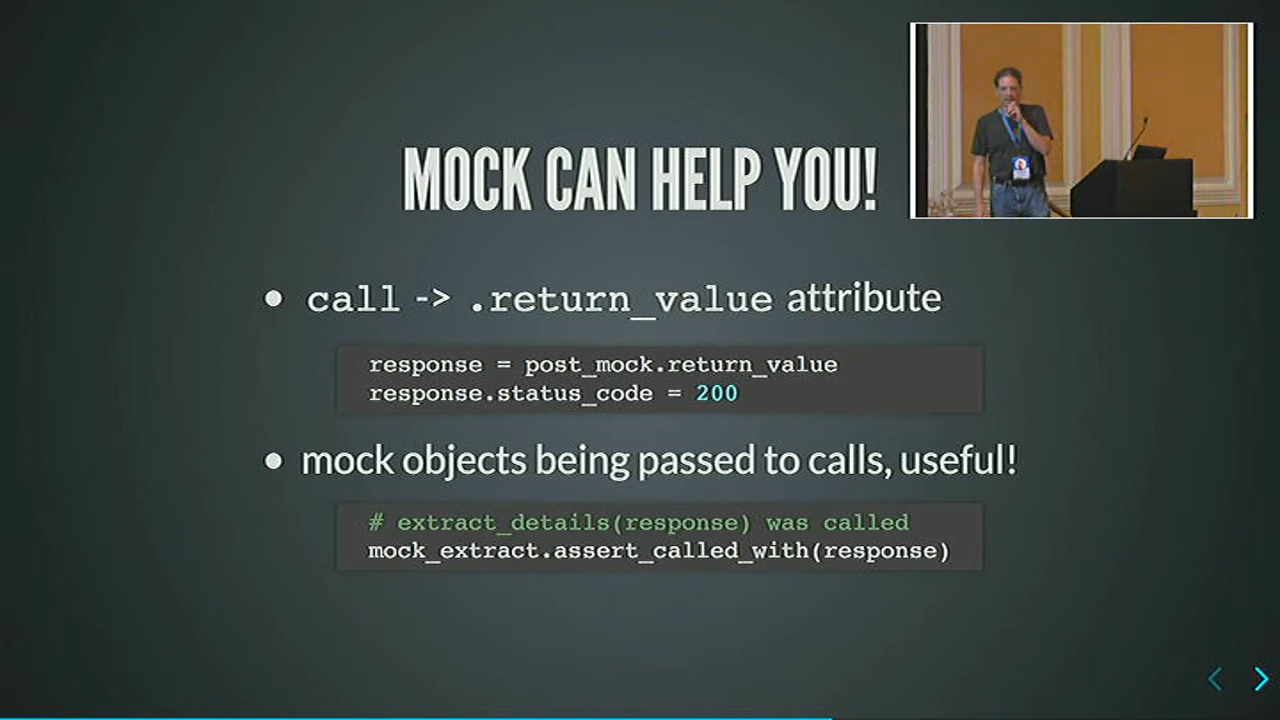 MOCK CAN HELP YOU!
• call -> .return_value attribute
response = post_mock.return_value
response.status_code = 200
• mock objects being passed to calls, useful!
# extract_details(response) was called
mock_extract.assert_called_with(response)